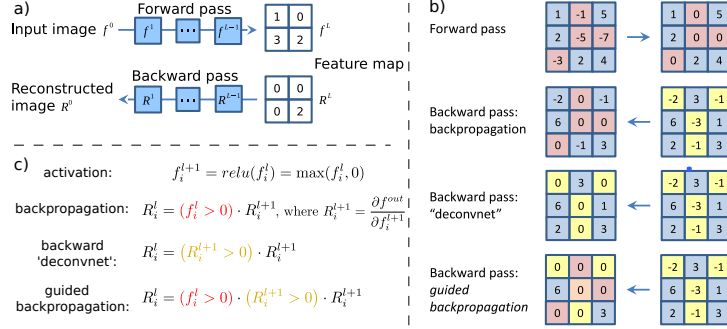 a)
Forward pass
Input image f⁰ f¹ ... f^{L-1} 1 0 f^L
3 2
Feature map
Backward pass
Reconstructed image R⁰ R¹ ... R^{L-1} 0 0 R^L
0 2
c)
activation: f_i^{l+1} = relu(f_i^l) = max(f_i^l, 0)
backpropagation: R_i^l = (f_i^l > 0) · R_i^{l+1}, where R_i^{l+1} = ∂f^{out} / ∂f_i^{l+1}
backward 'deconvnet': R_i^l = (R_i^{l+1} > 0) · R_i^{l+1}
guided backpropagation: R_i^l = (f_i^l > 0) · (R_i^{l+1} > 0) · R_i^{l+1}
b)
Forward pass
1 -1 5 1 0 5
2 -5 -7 2 0 0
-3 2 4 0 2 4
Backward pass: backpropagation
-2 0 -1 -2 3 -1
6 0 0 6 -3 1
0 -1 3 2 -1 3
Backward pass: "deconvnet"
0 3 0 -2 3 -1
6 0 1 6 -3 1
2 0 3 2 -1 3
Backward pass: guided backpropagation
0 0 0 -2 3 -1
6 0 0 6 -3 1
0 0 3 2 -1 3